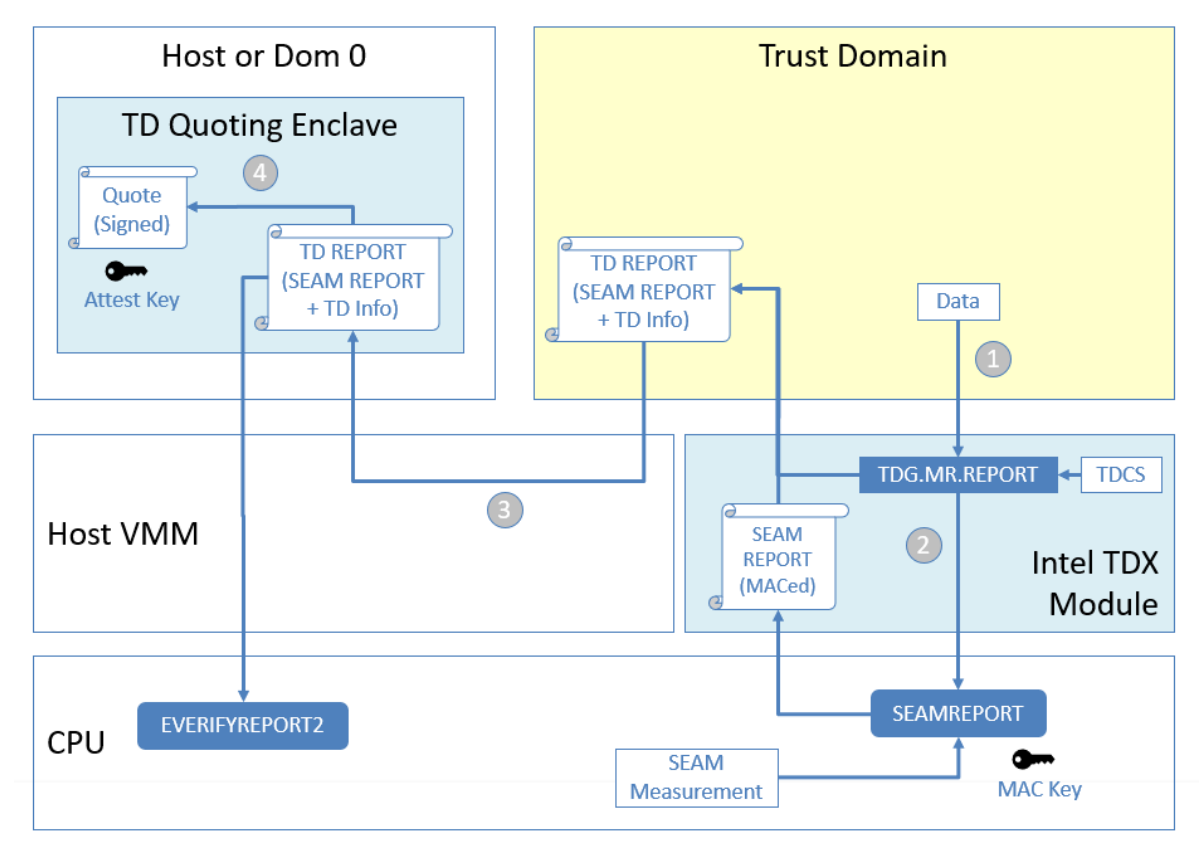 Host or Dom 0
TD Quoting Enclave
4
Quote
(Signed)
Attest Key
TD REPORT
(SEAM REPORT
+ TD Info)
Trust Domain
TD REPORT
(SEAM REPORT
+ TD Info)
Data
1
Host VMM
3
TDG.MR.REPORT
TDCS
2
SEAM
REPORT
(MACed)
Intel TDX
Module
CPU
EVERIFYREPORT2
SEAMREPORT
SEAM
Measurement
MAC Key